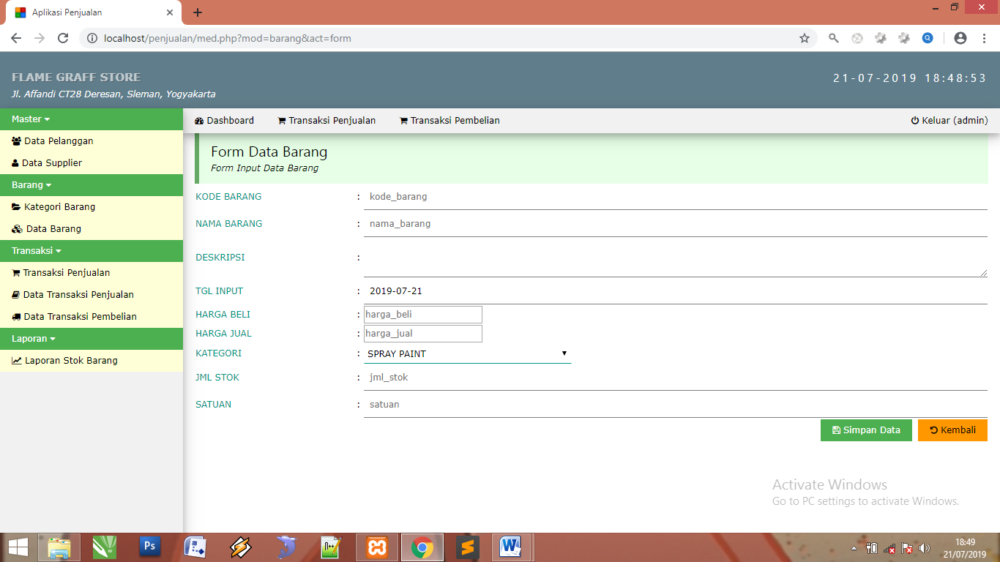 Aplikasi Penjualan
localhost/penjualan/med.php?mod=barang&act=form
FLAME GRAFF STORE
Jl. Affandi CT28 Deresan, Sleman, Yogyakarta
21-07-2019 18:48:53
Master
Data Pelanggan
Data Supplier
Barang
Kategori Barang
Data Barang
Transaksi
Transaksi Penjualan
Data Transaksi Penjualan
Data Transaksi Pembelian
Laporan
Laporan Stok Barang
Dashboard Transaksi Penjualan Transaksi Pembelian Keluar (admin)
Form Data Barang
Form Input Data Barang
KODE BARANG : kode_barang
NAMA BARANG : nama_barang
DESKRIPSI :
TGL INPUT : 2019-07-21
HARGA BELI : harga_beli
HARGA JUAL : harga_jual
KATEGORI : SPRAY PAINT
JML STOK : jml_stok
SATUAN : satuan
Simpan Data Kembali
Activate Windows
Go to PC settings to activate Windows.
Ps
18:49
21/07/2019